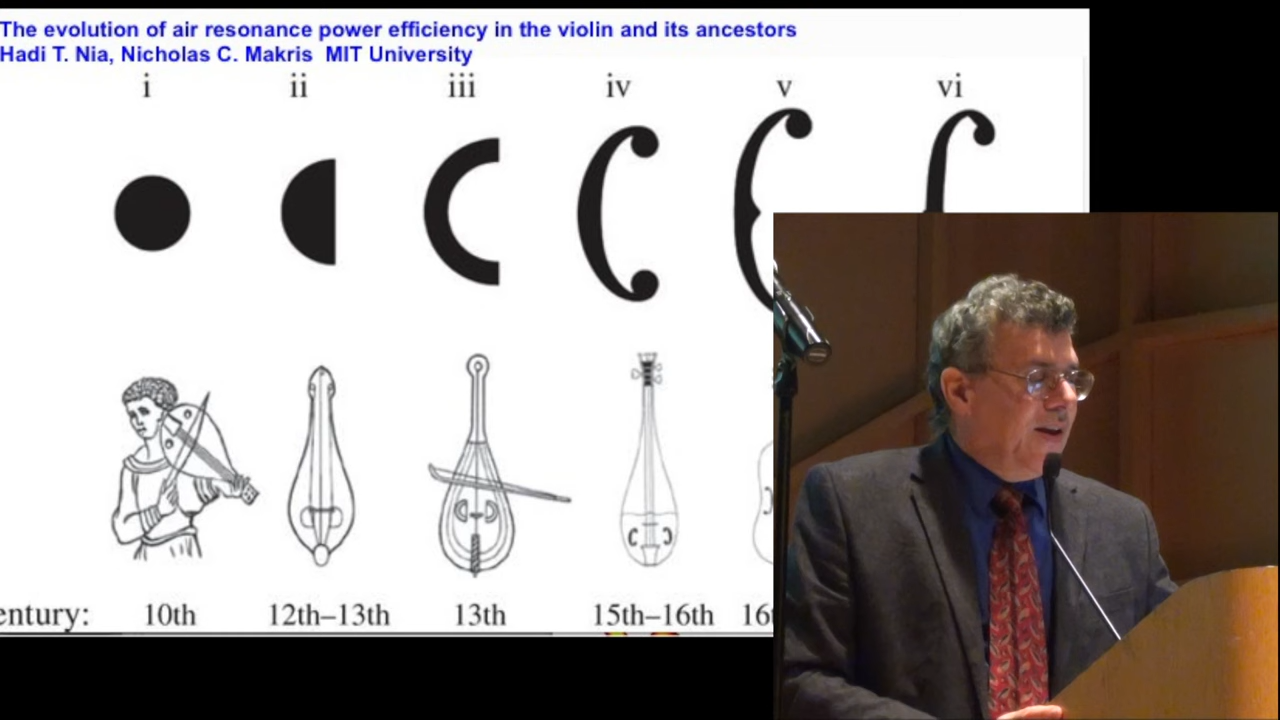 The evolution of air resonance power efficiency in the violin and its ancestors
Hadi T. Nia, Nicholas C. Makris MIT University
i ii iii iv v vi
entury: 10th 12th–13th 13th 15th–16th 16